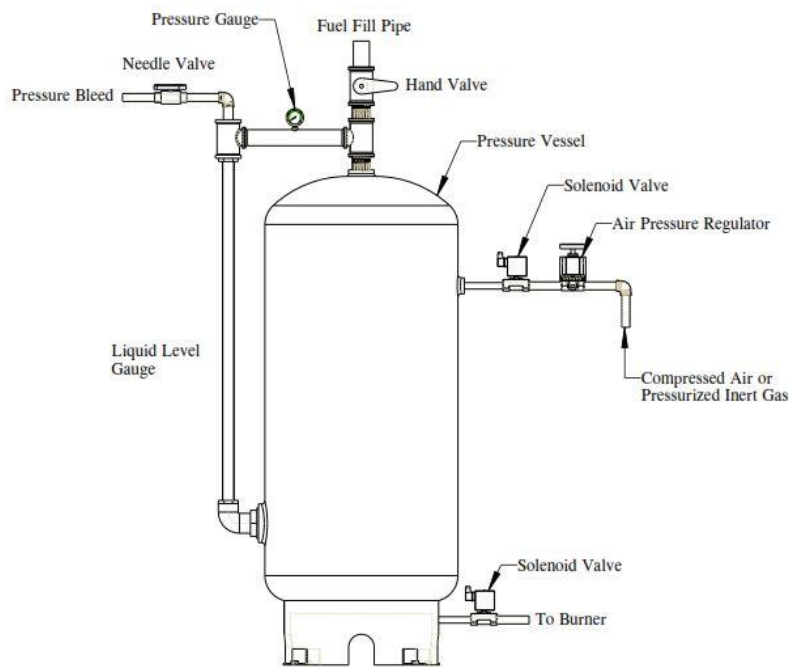 Pressure Gauge
Fuel Fill Pipe
Needle Valve
Hand Valve
Pressure Bleed
Pressure Vessel
Solenoid Valve
Air Pressure Regulator
Liquid Level
Gauge
Compressed Air or
Pressurized Inert Gas
Solenoid Valve
To Burner